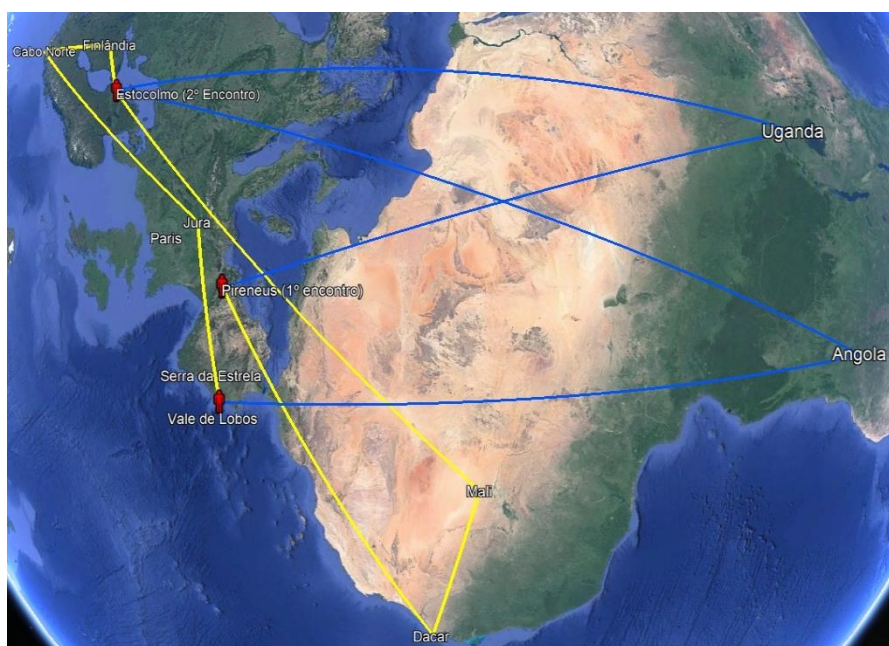 Cabo Norte
Finlândia
Estocolmo (2º Encontro)
Uganda
Jura
Paris
Pireneus (1º encontro)
Angola
Serra da Estrela
Vale de Lobos
Mali
Dacar